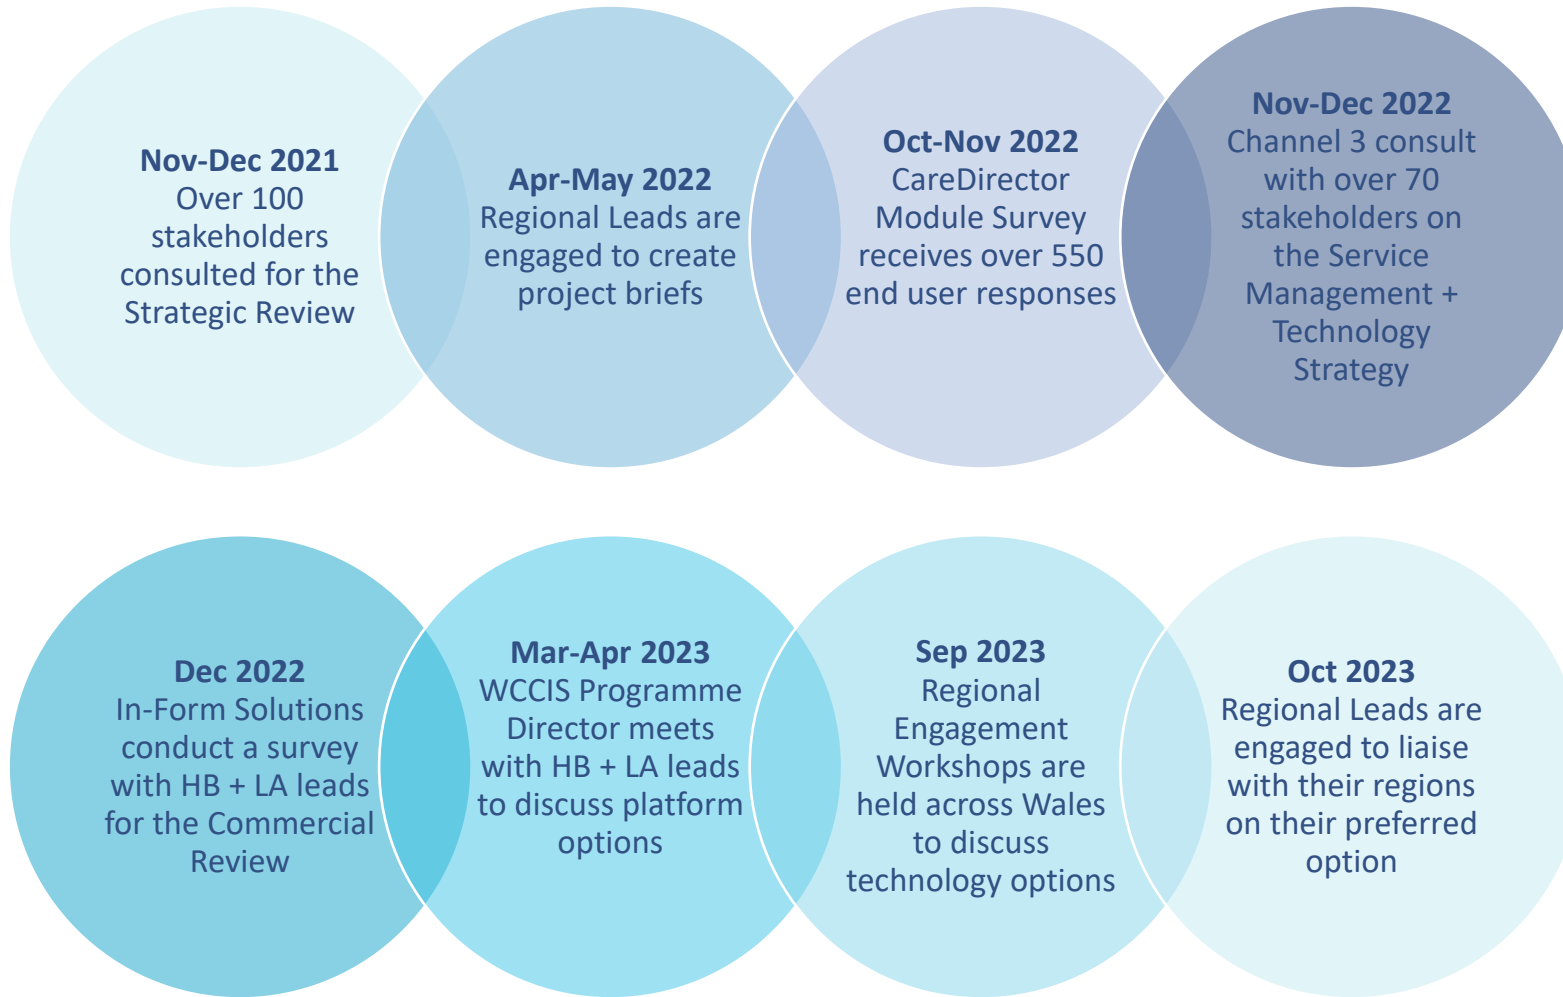 Nov-Dec 2021
Over 100
stakeholders
consulted for the
Strategic Review
Apr-May 2022
Regional Leads are
engaged to create
project briefs
Oct-Nov 2022
CareDirector
Module Survey
receives over 550
end user responses
Nov-Dec 2022
Channel 3 consult
with over 70
stakeholders on
the Service
Management +
Technology
Strategy
Dec 2022
In-Form Solutions
conduct a survey
with HB + LA leads
for the Commercial
Review
Mar-Apr 2023
WCCIS Programme
Director meets
with HB + LA leads
to discuss platform
options
Sep 2023
Regional
Engagement
Workshops are
held across Wales
to discuss
technology options
Oct 2023
Regional Leads are
engaged to liaise
with their regions
on their preferred
option